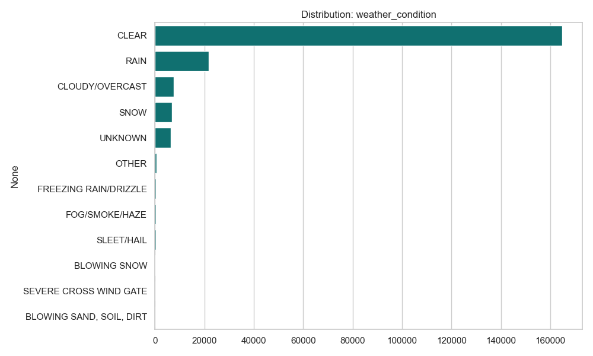 Distribution: weather_condition
CLEAR
RAIN
CLOUDY/OVERCAST
SNOW
UNKNOWN
OTHER
FREEZING RAIN/DRIZZLE
FOG/SMOKE/HAZE
SLEET/HAIL
BLOWING SNOW
SEVERE CROSS WIND GATE
BLOWING SAND, SOIL, DIRT
None
0 20000 40000 60000 80000 100000 120000 140000 160000